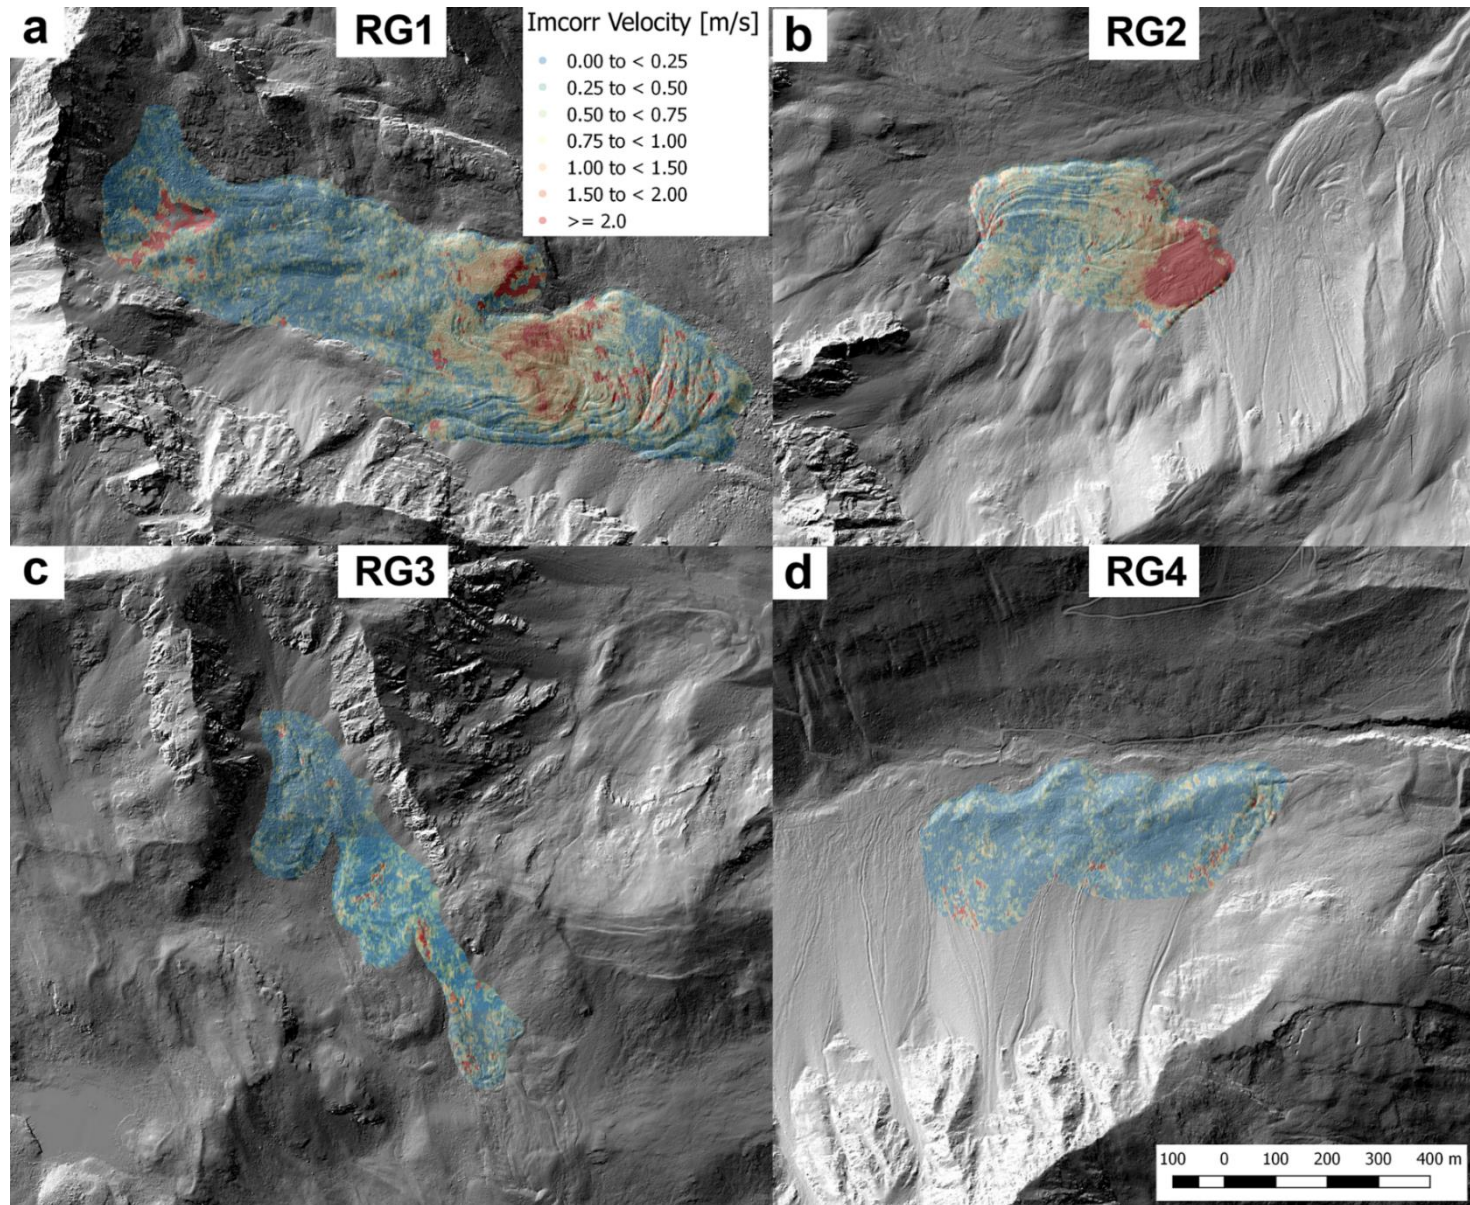 a
RG1
Imcorr Velocity [m/s]
0.00 to < 0.25
0.25 to < 0.50
0.50 to < 0.75
0.75 to < 1.00
1.00 to < 1.50
1.50 to < 2.00
>= 2.0
b
RG2
c
RG3
d
RG4
100 0 100 200 300 400 m